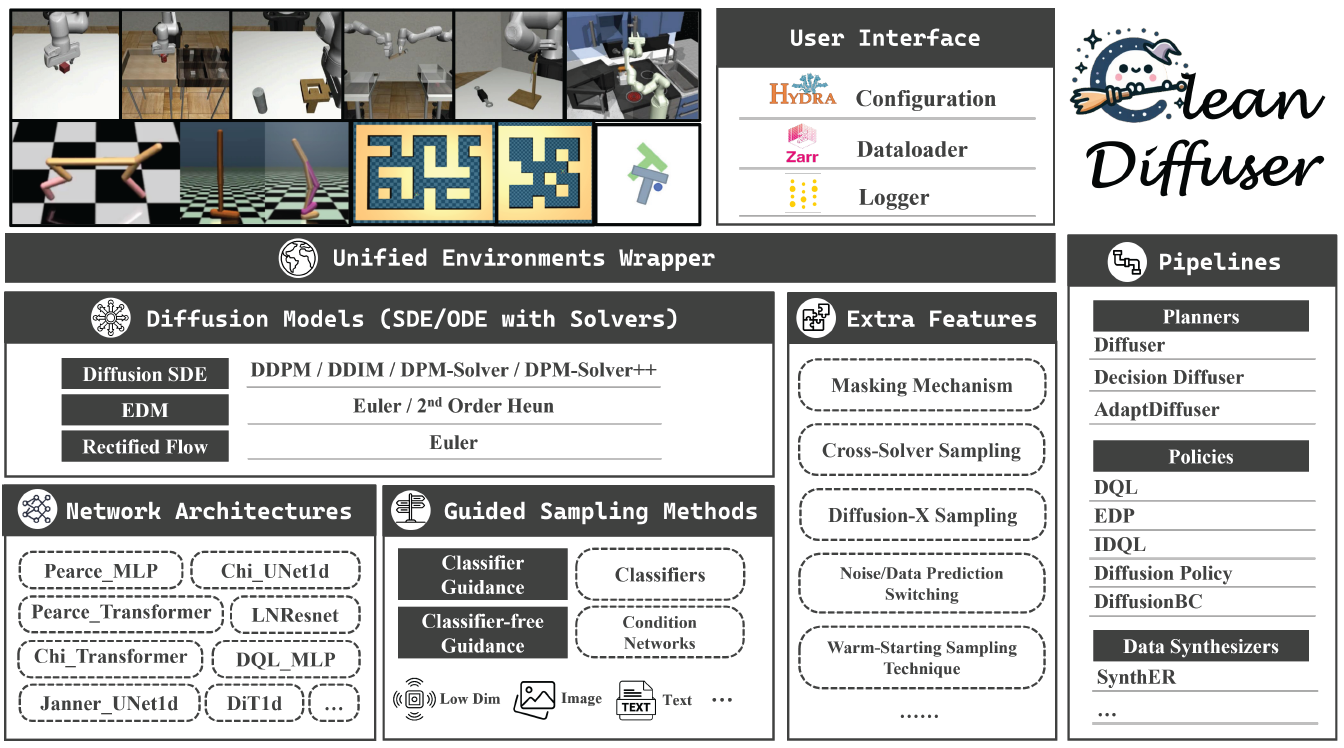 User Interface
HYDRA Configuration
Zarr Dataloader
Logger
Clean
Diffuser
Unified Environments Wrapper
Diffusion Models (SDE/ODE with Solvers)
Diffusion SDE DDPM / DDIM / DPM-Solver / DPM-Solver++
EDM Euler / 2nd Order Heun
Rectified Flow Euler
Network Architectures
Pearce_MLP Chi_UNet1d
Pearce_Transformer LNResnet
Chi_Transformer DQL_MLP
Janner_UNet1d DiT1d ...
Guided Sampling Methods
Classifier
Guidance
Classifiers
Classifier-free
Guidance
Condition
Networks
Low Dim Image TEXT Text ...
Extra Features
Masking Mechanism
Cross-Solver Sampling
Diffusion-X Sampling
Noise/Data Prediction
Switching
Warm-Starting Sampling
Technique
......
Pipelines
Planners
Diffuser
Decision Diffuser
AdaptDiffuser
Policies
DQL
EDP
IDQL
Diffusion Policy
DiffusionBC
Data Synthesizers
SynthER
...